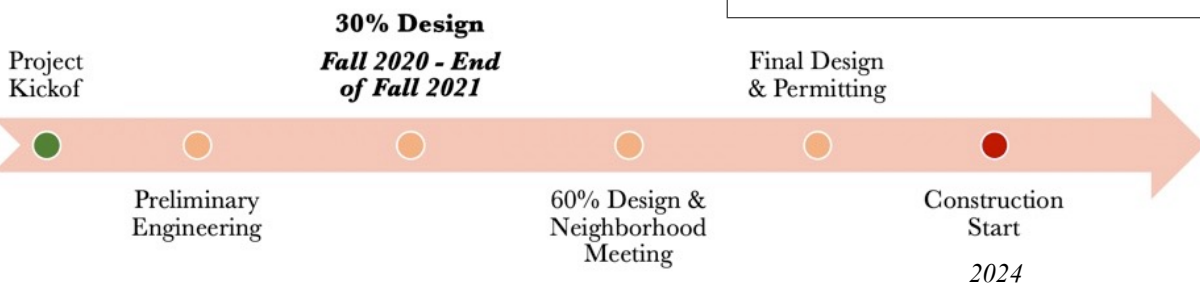 Project
Kickof
30% Design
Fall 2020 - End
of Fall 2021
Final Design
& Permitting
Preliminary
Engineering
60% Design &
Neighborhood
Meeting
Construction
Start
2024